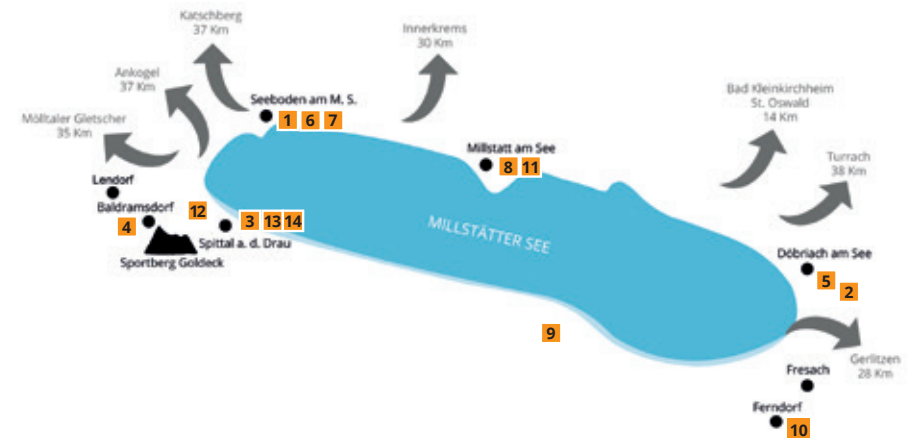 Katschberg
37 Km
Innerkrems
30 Km
Ankogel
37 Km
Seeboden am M. S.
1 6 7
Bad Kleinkirchheim
St. Oswald
14 Km
Mölltaler Gletscher
35 Km
Millstatt am See
8 11
Turrach
38 Km
Lendorf
Baldramsdorf
4
12
3 13 14
Spittal a. d. Drau
Sportberg Goldeck
MILLSTÄTTER SEE
Döbriach am See
5
2
9
Gerlitzen
28 Km
Fresach
Ferndorf
10